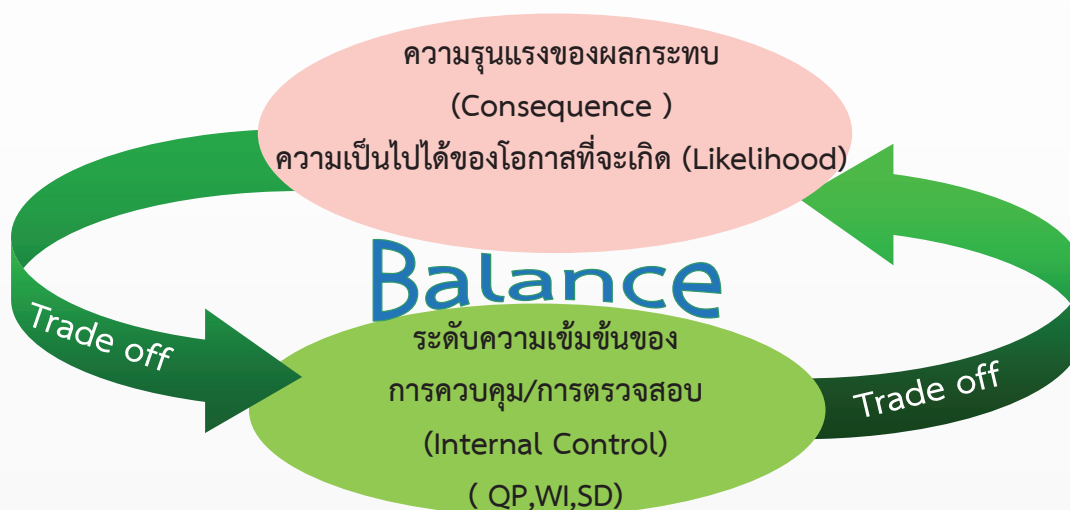 ความรุนแรงของผลกระทบ
(Consequence )
ความเป็นไปได้ของโอกาสที่จะเกิด (Likelihood)
Balance
Trade off
ระดับความเข้มข้นของ
การควบคุม/การตรวจสอบ
(Internal Control)
( QP,WI,SD)
Trade off